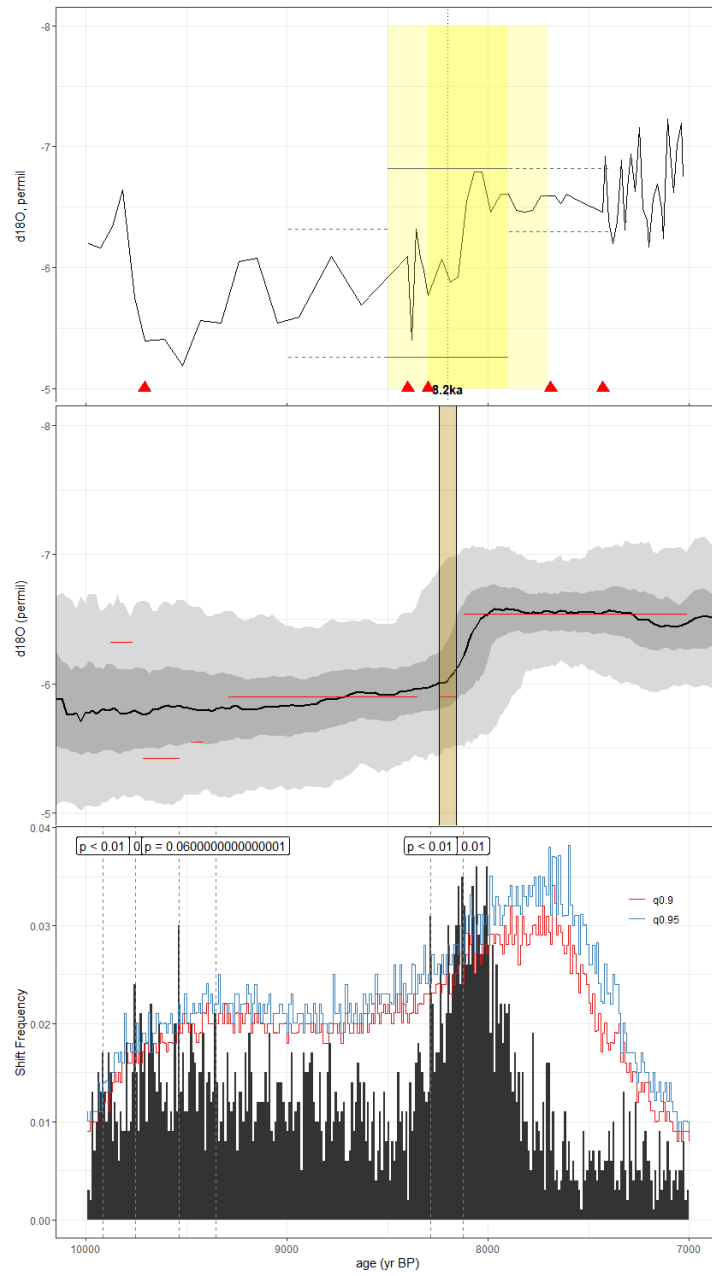 -8
-7
-6
-5
d18O, permil
8.2ka
-8
-7
-6
-5
d18O (permil)
0.04
0.03
0.02
0.01
0.00
Shift Frequency
p < 0.01
0
p = 0.0600000000000001
p < 0.01
0.01
q0.9
q0.95
10000
9000
8000
7000
age (yr BP)